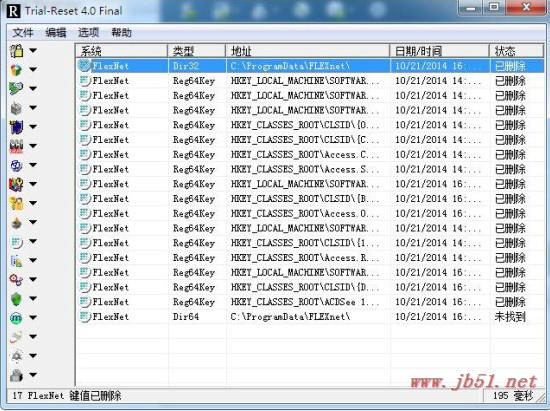 Trial-Reset 4.0 Final
文件 编辑 选项 帮助
系统 类型 地址 日期/时间 状态
FlexNet Dir32 C:\ProgramData\FLEXnet\ 10/21/2014 16:... 已删除
FlexNet Reg64Key HKEY_LOCAL_MACHINE\SOFTWAR... 10/21/2014 14:... 已删除
FlexNet Reg64Key HKEY_LOCAL_MACHINE\SOFTWAR... 10/21/2014 14:... 已删除
FlexNet Reg64Key HKEY_LOCAL_MACHINE\SOFTWAR... 10/21/2014 14:... 已删除
FlexNet Reg64Key HKEY_CLASSES_ROOT\CLSID\{0... 10/21/2014 14:... 已删除
FlexNet Reg64Key HKEY_CLASSES_ROOT\Access.C... 10/21/2014 14:... 已删除
FlexNet Reg64Key HKEY_CLASSES_ROOT\Access.S... 10/21/2014 14:... 已删除
FlexNet Reg64Key HKEY_CLASSES_ROOT\CLSID\{C... 10/21/2014 14:... 已删除
FlexNet Reg64Key HKEY_LOCAL_MACHINE\SOFTWAR... 10/21/2014 16:... 已删除
FlexNet Reg64Key HKEY_CLASSES_ROOT\CLSID\{B... 10/21/2014 16:... 已删除
FlexNet Reg64Key HKEY_CLASSES_ROOT\Access.O... 10/21/2014 14:... 已删除
FlexNet Reg64Key HKEY_LOCAL_MACHINE\SOFTWAR... 10/21/2014 16:... 已删除
FlexNet Reg64Key HKEY_CLASSES_ROOT\CLSID\{1... 10/21/2014 14:... 已删除
FlexNet Reg64Key HKEY_CLASSES_ROOT\Access.R... 10/21/2014 14:... 已删除
FlexNet Reg64Key HKEY_LOCAL_MACHINE\SOFTWAR... 10/21/2014 16:... 已删除
FlexNet Reg64Key HKEY_CLASSES_ROOT\CLSID\{D... 10/21/2014 16:... 已删除
FlexNet Reg64Key HKEY_CLASSES_ROOT\ACDSee 1... 10/21/2014 16:... 已删除
FlexNet Dir64 C:\ProgramData\FLEXnet\ 10/21/2014 16:... 未找到
www.jb51.net
17 FlexNet 键值已删除 195 毫秒